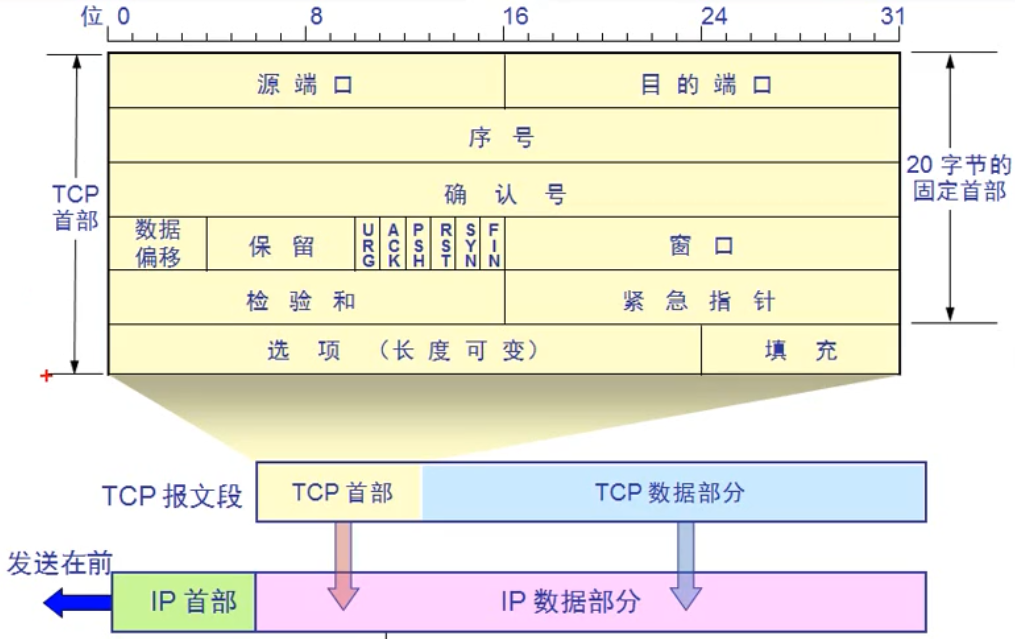 位 0 8 16 24 31
源端口 目的端口
序号
确认号
数据偏移 保留 URG ACK PSH RST SYN FIN 窗口
检验和 紧急指针
选项（长度可变） 填充
TCP
首部
20 字节的
固定首部
TCP 报文段 TCP 首部 TCP 数据部分
发送在前
IP 首部 IP 数据部分